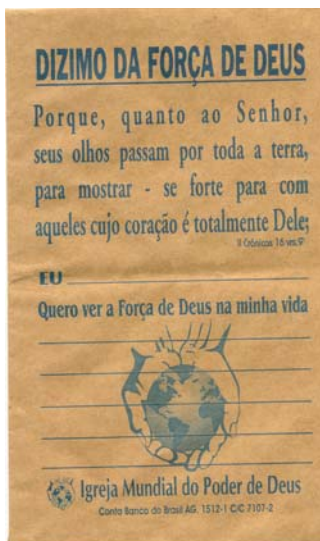 DIZIMO DA FORÇA DE DEUS
Porque, quanto ao Senhor,
seus olhos passam por toda a terra,
para mostrar - se forte para com
aqueles cujo coração é totalmente Dele;
II Crônicas 16 vrs.9ª
EU
Quero ver a Força de Deus na minha vida
Igreja Mundial do Poder de Deus
Conta Banco do Brasil AG. 1512-1 C/C 7107-2